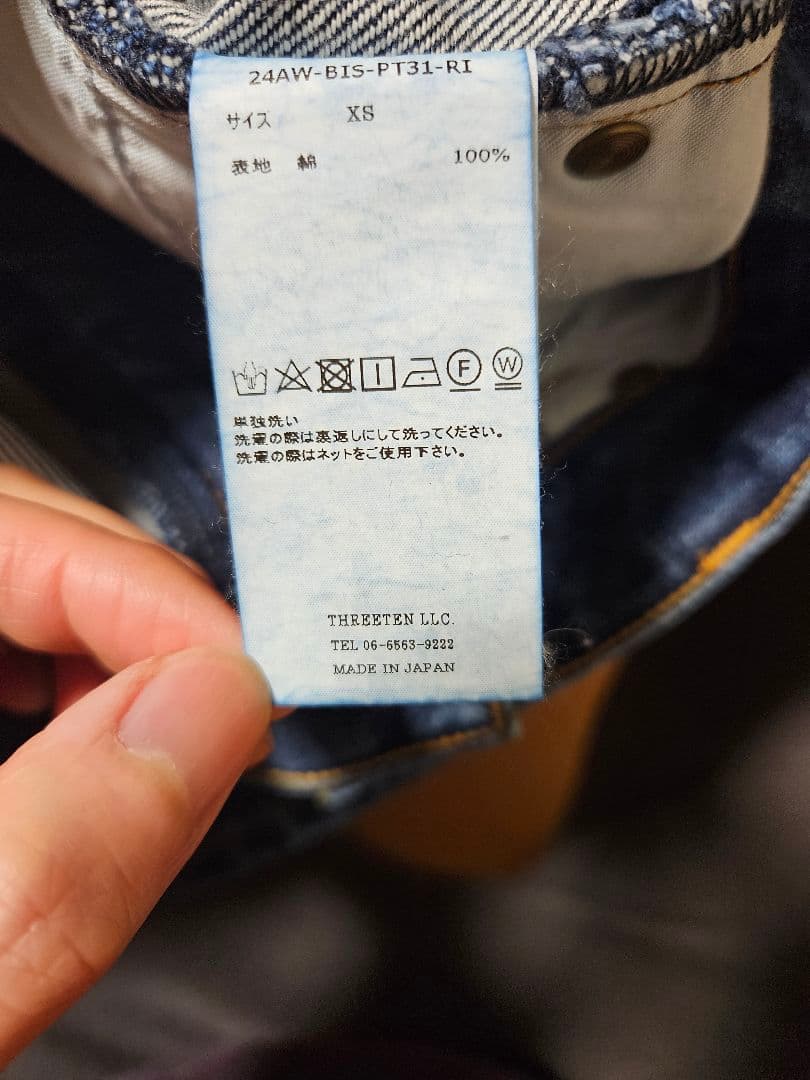 24AW-BIS-PT31-RI
サイズ XS
表地 綿 100%
F W
単独洗い
洗濯の際は裏返しにして洗ってください。
洗濯の際はネットをご使用下さい。
THREETEN LLC.
TEL 06-6563-9222
MADE IN JAPAN